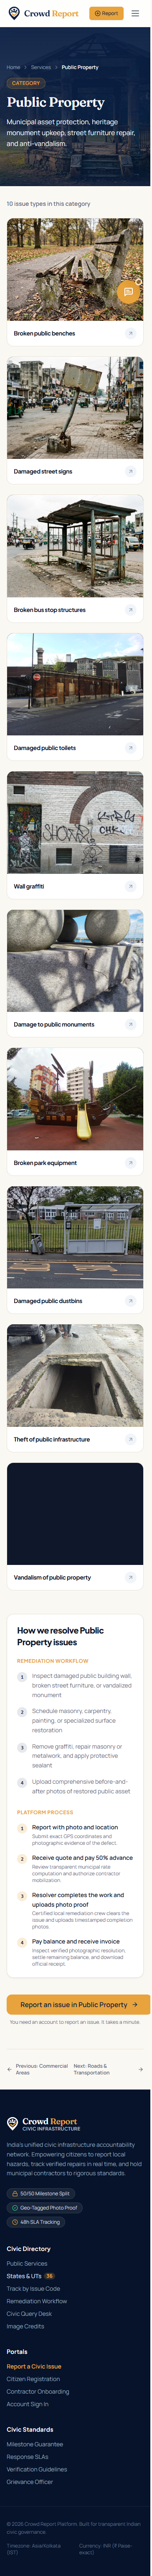 Crowd Report
Report
Home > Services > Public Property
CATEGORY
Public Property
Municipal asset protection, heritage
monument upkeep, street furniture repair,
and anti-vandalism.
10 issue types in this category
Broken public benches
Damaged street signs
Broken bus stop structures
Damaged public toilets
Wall graffiti
Damage to public monuments
Broken park equipment
Damaged public dustbins
Theft of public infrastructure
Vandalism of public property
How we resolve Public
Property issues
REMEDIATION WORKFLOW
1 Inspect damaged public building wall,
broken street furniture, or vandalized
monument
2 Schedule masonry, carpentry,
painting, or specialized surface
restoration
3 Remove graffiti, repair masonry or
metalwork, and apply protective
sealant
4 Upload comprehensive before-and-
after photos of restored public asset
PLATFORM PROCESS
1 Report with photo and location
Submit exact GPS coordinates and
photographic evidence of the defect.
2 Receive quote and pay 50% advance
Review transparent municipal rate
computation and authorize contractor
mobilization.
3 Resolver completes the work and
uploads photo proof
Certified local remediation crew clears the
issue and uploads timestamped completion
photos.
4 Pay balance and receive invoice
Inspect verified photographic resolution,
settle remaining balance, and download
official receipt.
Report an issue in Public Property →
You need an account to report an issue. It takes a minute.
← Previous: Commercial
Areas
Next: Roads &
Transportation →
Crowd Report
CIVIC INFRASTRUCTURE
India's unified civic infrastructure accountability
network. Empowering citizens to report local
hazards, track verified repairs in real time, and hold
municipal contractors to rigorous standards.
50/50 Milestone Split
Geo-Tagged Photo Proof
48h SLA Tracking
Civic Directory
Public Services
States & UTs 36
Track by Issue Code
Remediation Workflow
Civic Query Desk
Image Credits
Portals
Report a Civic Issue
Citizen Registration
Contractor Onboarding
Account Sign In
Civic Standards
Milestone Guarantee
Response SLAs
Verification Guidelines
Grievance Officer
© 2026 Crowd Report Platform. Built for transparent Indian
civic governance.
Timezone: Asia/Kolkata
(IST)
Currency: INR (₹ Paise-
exact)